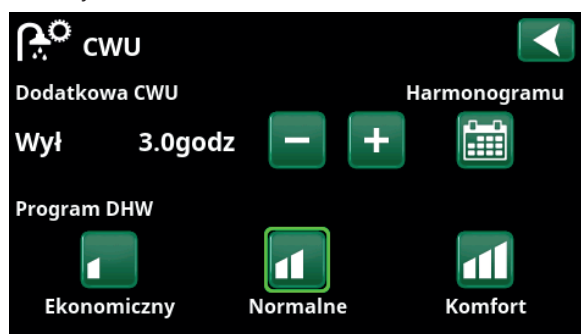 CWU
Dodatkowa CWU Harmonogramu
Wył 3.0godz
Program DHW
Ekonomiczny Normalne Komfort